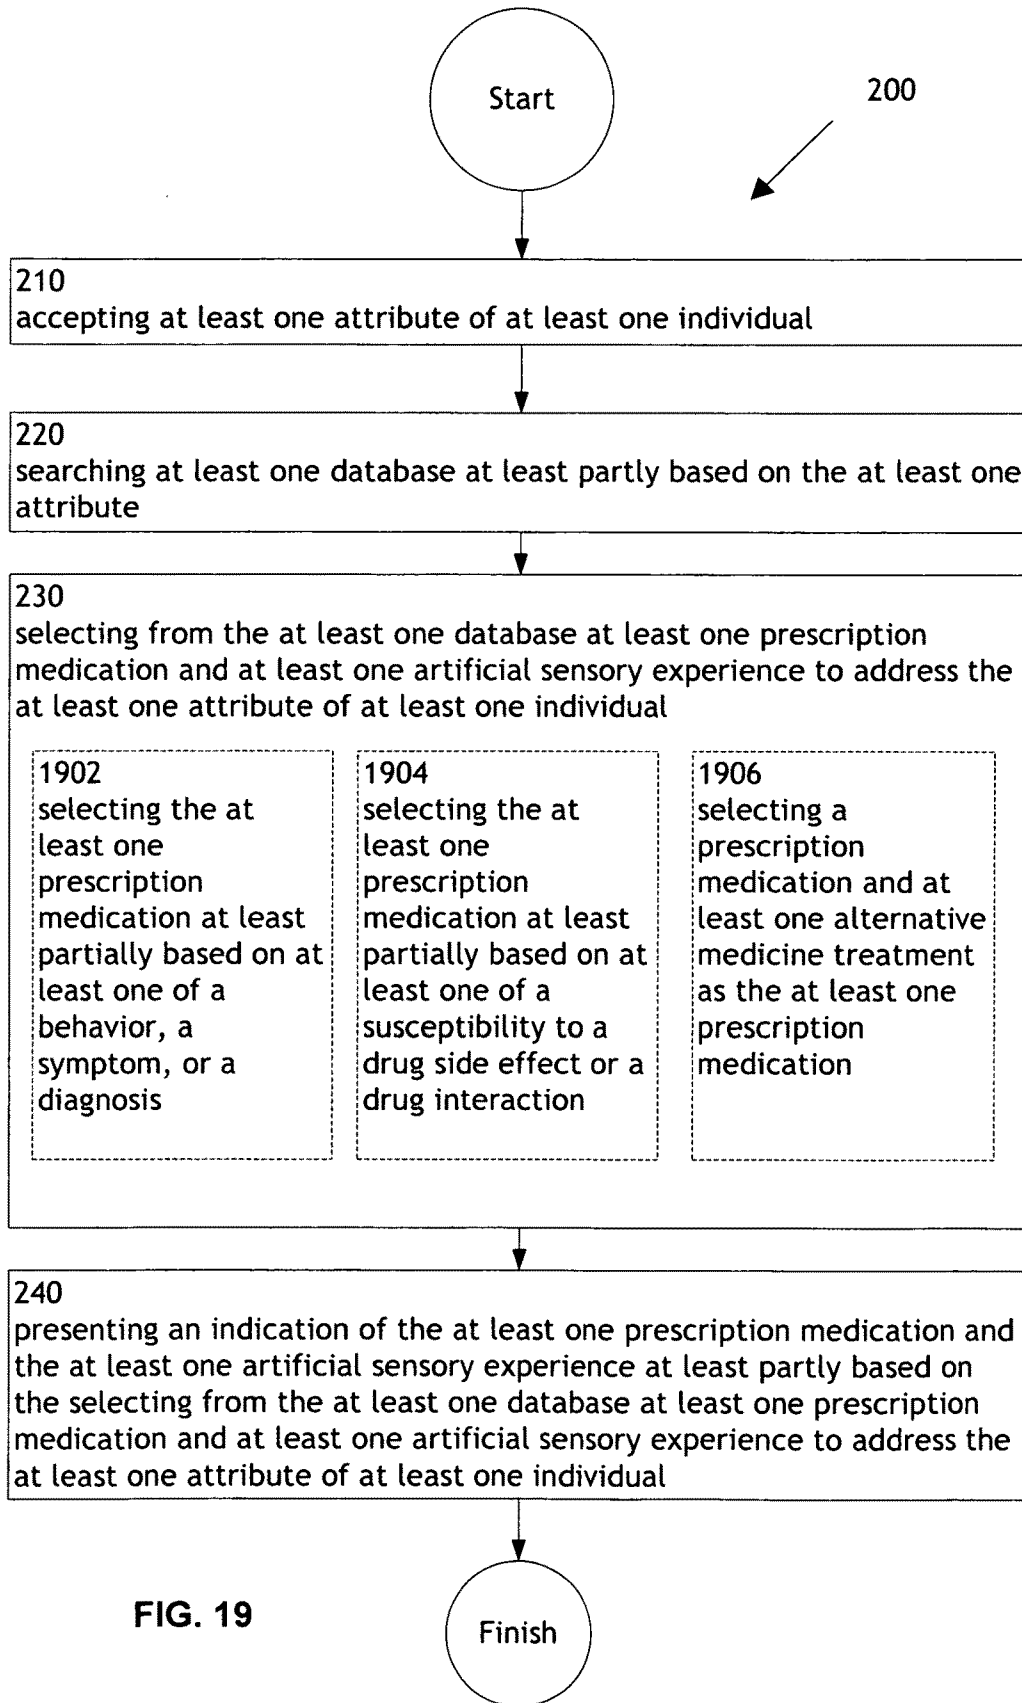 Start
200
210
accepting at least one attribute of at least one individual
220
searching at least one database at least partly based on the at least one
attribute
230
selecting from the at least one database at least one prescription
medication and at least one artificial sensory experience to address the
at least one attribute of at least one individual
1902
selecting the at
least one
prescription
medication at least
partially based on at
least one of a
behavior, a
symptom, or a
diagnosis
1904
selecting the at
least one
prescription
medication at least
partially based on at
least one of a
susceptibility to a
drug side effect or a
drug interaction
1906
selecting a
prescription
medication and at
least one alternative
medicine treatment
as the at least one
prescription
medication
240
presenting an indication of the at least one prescription medication and
the at least one artificial sensory experience at least partly based on
the selecting from the at least one database at least one prescription
medication and at least one artificial sensory experience to address the
at least one attribute of at least one individual
FIG. 19
Finish